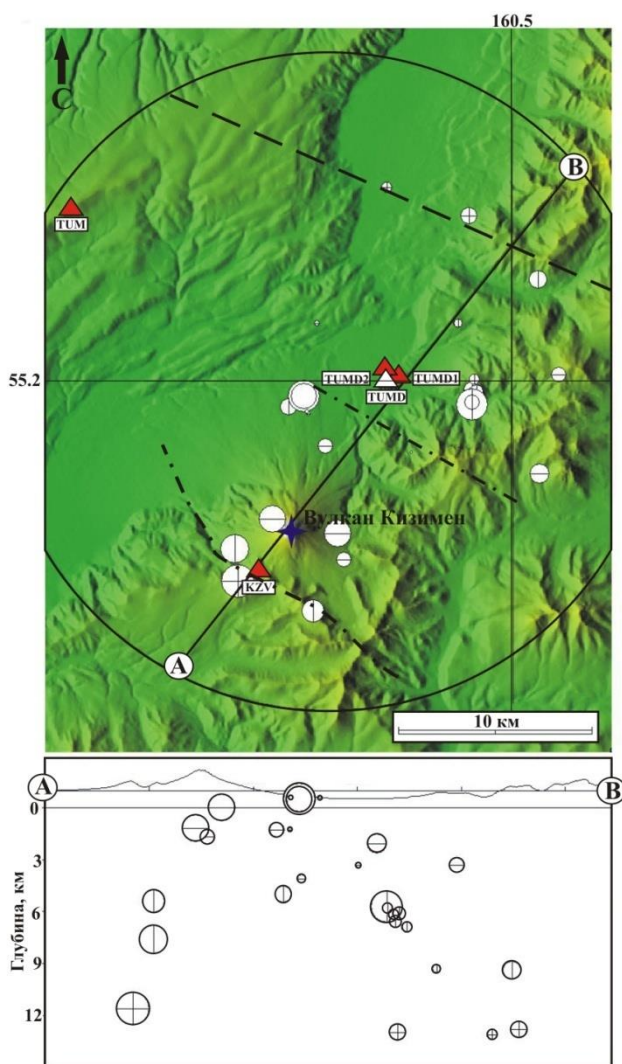 160.5
С
В
TUM
TUMD2
TUMD1
55.2
TUMD
Вулкан Кизимен
KZV
А
10 км
А
В
0
3
6
9
12
Глубина, км